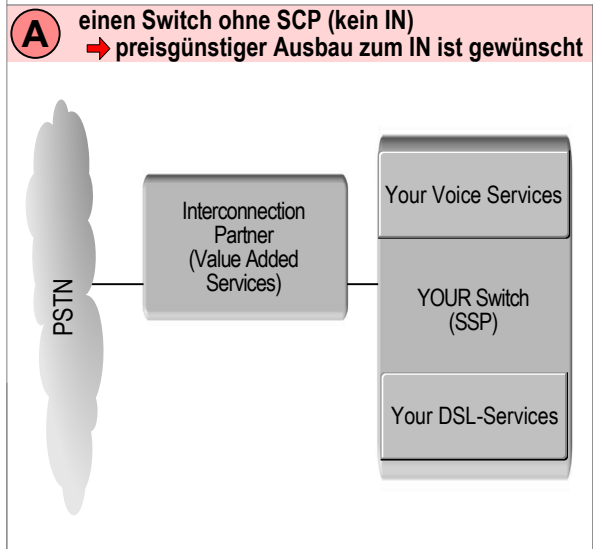 A
einen Switch ohne SCP (kein IN)
preisgünstiger Ausbau zum IN ist gewünscht
PSTN
Interconnection
Partner
(Value Added
Services)
Your Voice Services
YOUR Switch
(SSP)
Your DSL-Services